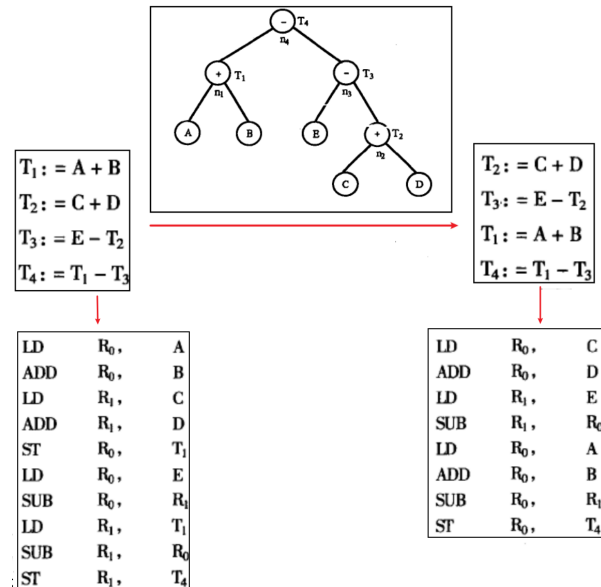 - T₄
n₄
+ T₁
n₁
- T₃
n₃
A
B
E
+ T₂
n₂
C
D
T₁: = A + B
T₂: = C + D
T₃: = E − T₂
T₄: = T₁ − T₃
T₂: = C + D
T₃: = E − T₂
T₁: = A + B
T₄: = T₁ − T₃
LD R₀, A
ADD R₀, B
LD R₁, C
ADD R₁, D
ST R₀, T₁
LD R₀, E
SUB R₀, R₁
LD R₁, T₁
SUB R₁, R₀
ST R₁, T₄
LD R₀, C
ADD R₀, D
LD R₁, E
SUB R₁, R₀
LD R₀, A
ADD R₀, B
SUB R₀, R₁
ST R₀, T₄